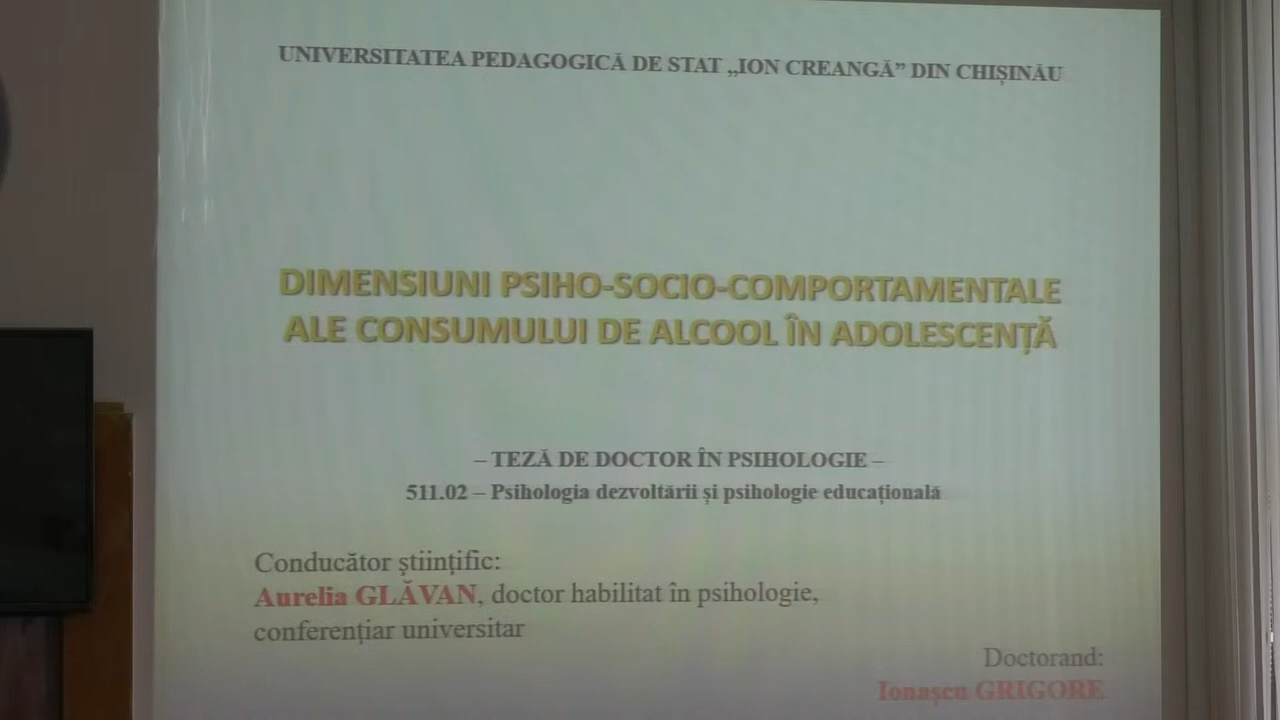 UNIVERSITATEA PEDAGOGICĂ DE STAT „ION CREANGĂ” DIN CHIȘINĂU
DIMENSIUNI PSIHO-SOCIO-COMPORTAMENTALE
ALE CONSUMULUI DE ALCOOL ÎN ADOLESCENȚĂ
– TEZĂ DE DOCTOR ÎN PSIHOLOGIE –
511.02 – Psihologia dezvoltării și psihologie educațională
Conducător științific:
Aurelia GLĂVAN, doctor habilitat în psihologie,
conferențiar universitar
Doctorand:
Ionașcu GRIGORE